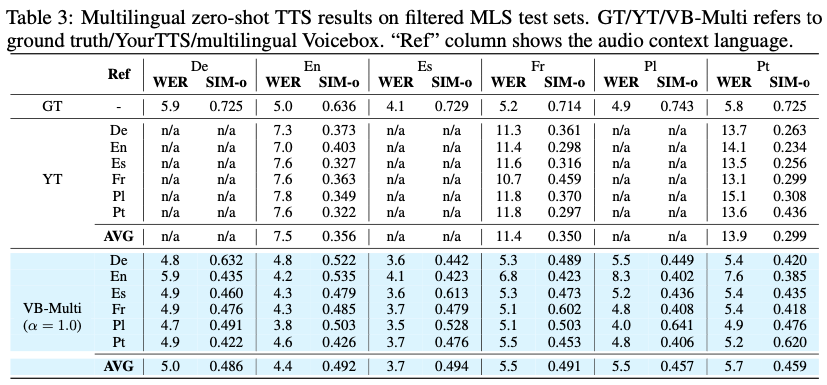 Table 3: Multilingual zero-shot TTS results on filtered MLS test sets. GT/YT/VB-Multi refers to
ground truth/YourTTS/multilingual Voicebox. “Ref” column shows the audio context language.
Ref De En Es Fr Pl Pt
WER SIM-o WER SIM-o WER SIM-o WER SIM-o WER SIM-o WER SIM-o
GT - 5.9 0.725 5.0 0.636 4.1 0.729 5.2 0.714 4.9 0.743 5.8 0.725
De n/a n/a 7.3 0.373 n/a n/a 11.3 0.361 n/a n/a 13.7 0.263
En n/a n/a 7.0 0.403 n/a n/a 11.4 0.298 n/a n/a 14.1 0.234
Es n/a n/a 7.6 0.327 n/a n/a 11.6 0.316 n/a n/a 13.5 0.256
YT Fr n/a n/a 7.6 0.363 n/a n/a 10.7 0.459 n/a n/a 13.1 0.299
Pl n/a n/a 7.8 0.349 n/a n/a 11.8 0.370 n/a n/a 15.1 0.308
Pt n/a n/a 7.6 0.322 n/a n/a 11.8 0.297 n/a n/a 13.6 0.436
AVG n/a n/a 7.5 0.356 n/a n/a 11.4 0.350 n/a n/a 13.9 0.299
De 4.8 0.632 4.8 0.522 3.6 0.442 5.3 0.489 5.5 0.449 5.4 0.420
En 5.9 0.435 4.2 0.535 4.1 0.423 6.8 0.423 8.3 0.402 7.6 0.385
Es 4.9 0.460 4.3 0.479 3.6 0.613 5.3 0.473 5.2 0.436 5.4 0.435
VB-Multi Fr 4.9 0.476 4.3 0.485 3.7 0.479 5.1 0.602 4.8 0.408 5.4 0.418
(α = 1.0) Pl 4.7 0.491 3.8 0.503 3.5 0.528 5.1 0.503 4.0 0.641 4.9 0.476
Pt 4.9 0.422 4.6 0.426 3.7 0.476 5.5 0.453 4.8 0.406 5.2 0.620
AVG 5.0 0.486 4.4 0.492 3.7 0.494 5.5 0.491 5.5 0.457 5.7 0.459